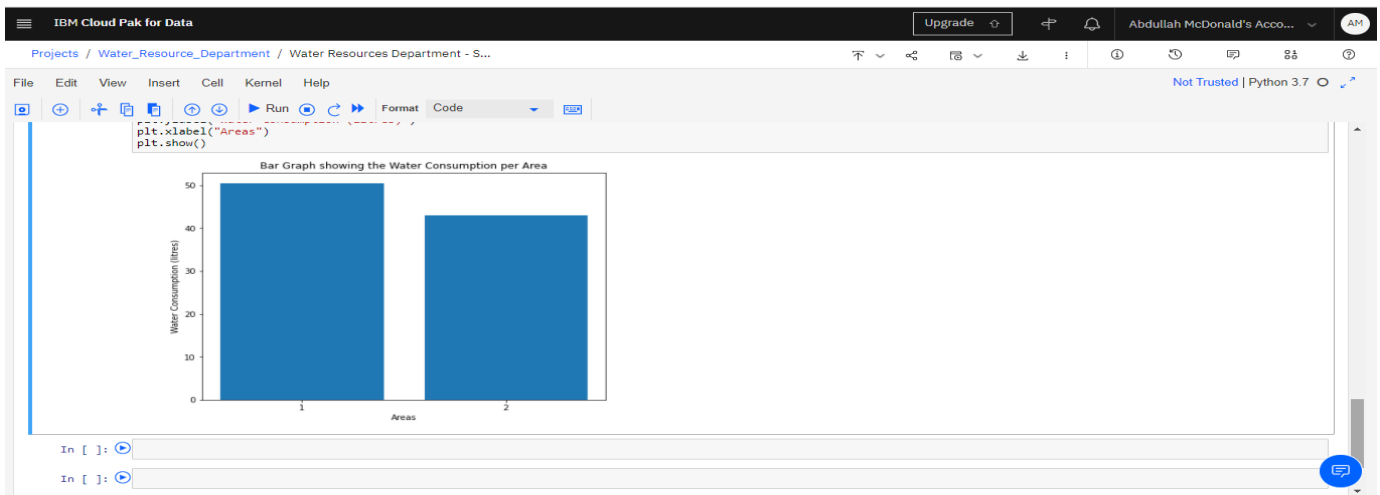 IBM Cloud Pak for Data
Upgrade
Abdullah McDonald's Acco...
AM
Projects / Water_Resource_Department / Water Resources Department - S...
File Edit View Insert Cell Kernel Help
Not Trusted | Python 3.7
Run
Format Code
plt.xlabel("Areas")
plt.show()
Bar Graph showing the Water Consumption per Area
Water Consumption (litres)
50
40
30
20
10
0
1 2
Areas
In [ ]:
In [ ]: